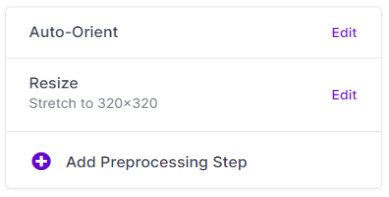 Auto-Orient Edit
Resize
Stretch to 320×320
Edit
Add Preprocessing Step